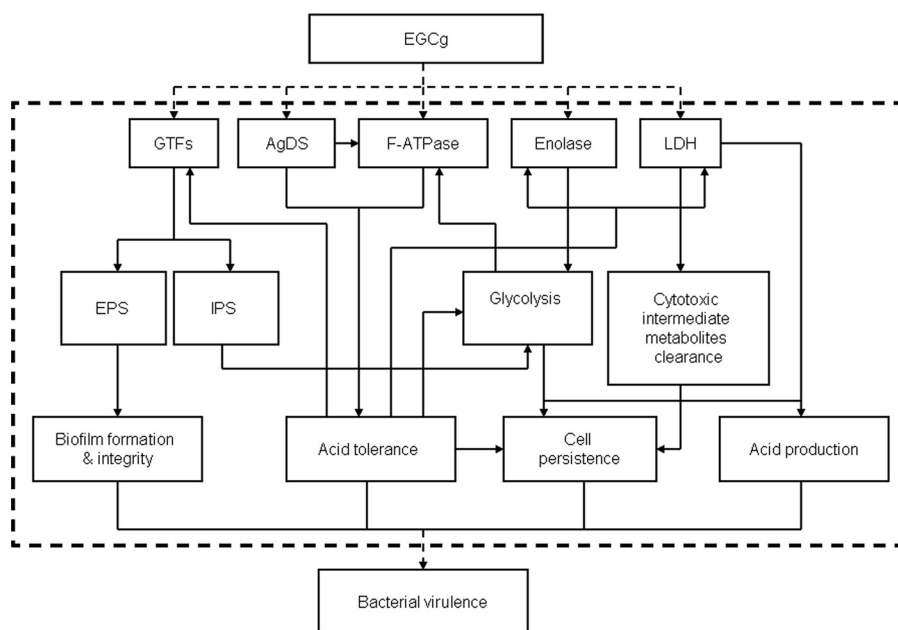 EGCg
GTFs
AgDS
F-ATPase
Enolase
LDH
EPS
IPS
Glycolysis
Cytotoxic
intermediate
metabolites
clearance
Biofilm formation
& integrity
Acid tolerance
Cell
persistence
Acid production
Bacterial virulence